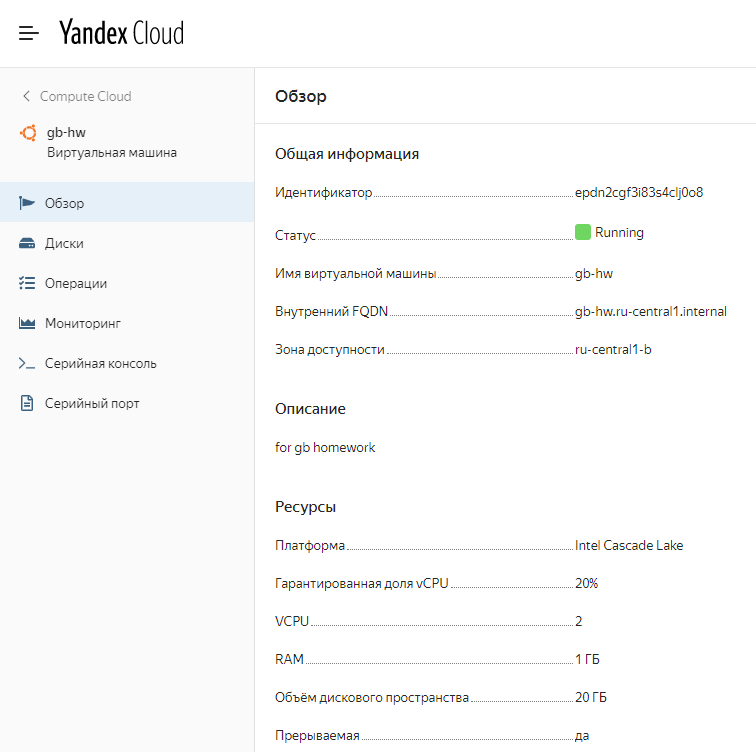 Yandex Cloud
Compute Cloud
gb-hw
Виртуальная машина
Обзор
Диски
Операции
Мониторинг
Серийная консоль
Серийный порт
Обзор
Общая информация
Идентификатор epdn2cgf3i83s4clj0o8
Статус Running
Имя виртуальной машины gb-hw
Внутренний FQDN gb-hw.ru-central1.internal
Зона доступности ru-central1-b
Описание
for gb homework
Ресурсы
Платформа Intel Cascade Lake
Гарантированная доля vCPU 20%
VCPU 2
RAM 1 ГБ
Объём дискового пространства 20 ГБ
Прерываемая да